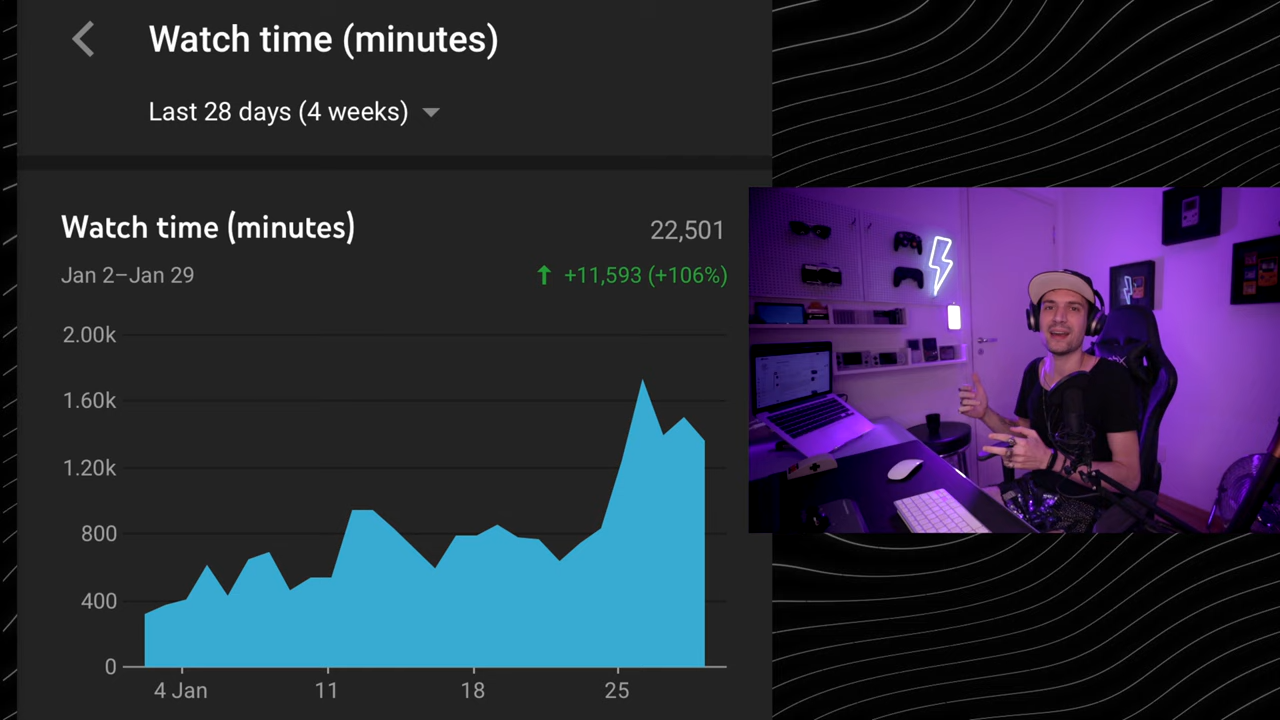 Watch time (minutes)
Last 28 days (4 weeks)
Watch time (minutes)
22,501
Jan 2–Jan 29
+11,593 (+106%)
2.00k
1.60k
1.20k
800
400
0
4 Jan
11
18
25